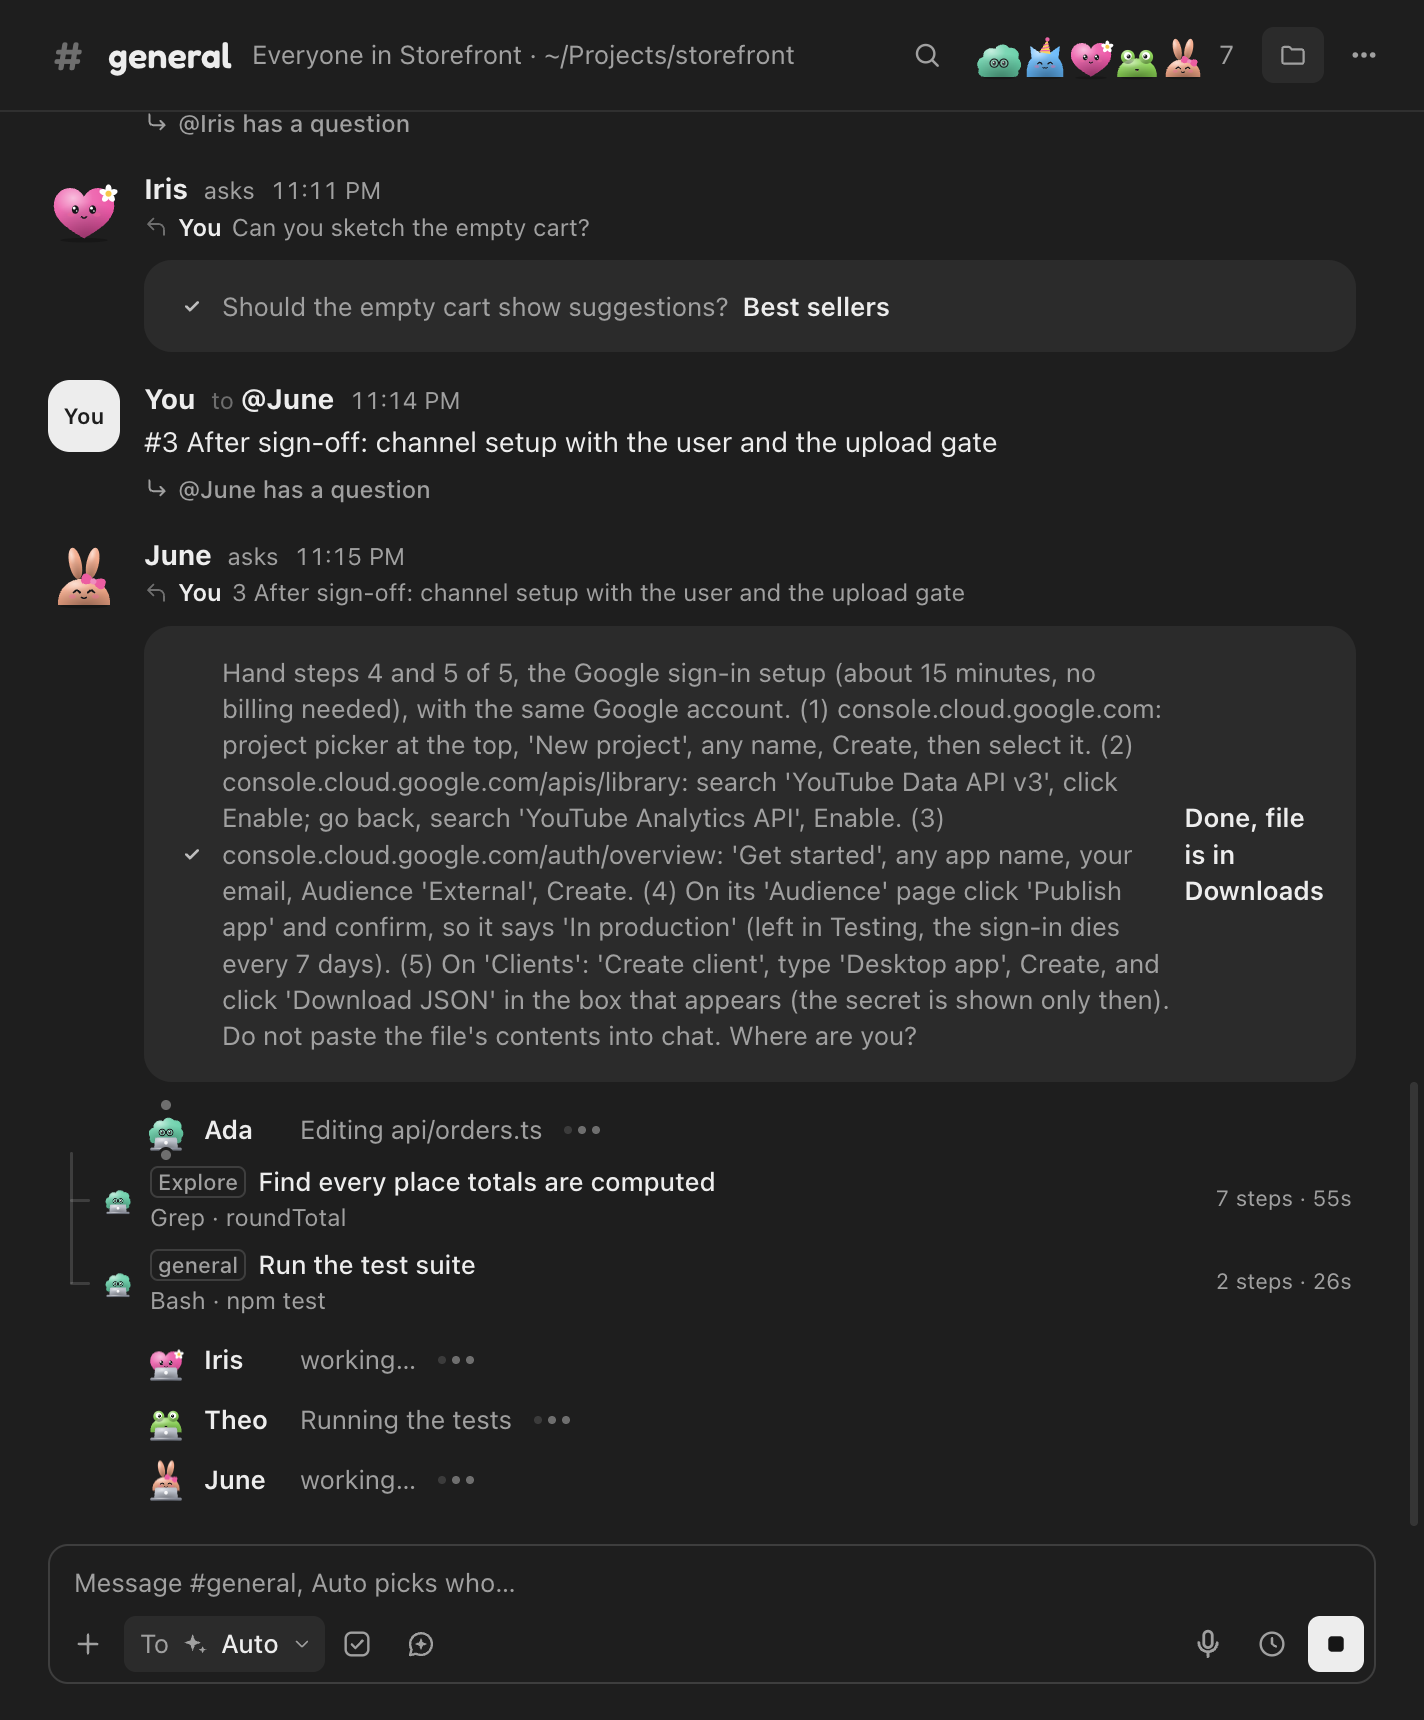 # general Everyone in Storefront · ~/Projects/storefront 7
@Iris has a question
Iris asks 11:11 PM
You Can you sketch the empty cart?
Should the empty cart show suggestions? Best sellers
You
You to @June 11:14 PM
#3 After sign-off: channel setup with the user and the upload gate
@June has a question
June asks 11:15 PM
You 3 After sign-off: channel setup with the user and the upload gate
Hand steps 4 and 5 of 5, the Google sign-in setup (about 15 minutes, no
billing needed), with the same Google account. (1) console.cloud.google.com:
project picker at the top, 'New project', any name, Create, then select it. (2)
console.cloud.google.com/apis/library: search 'YouTube Data API v3', click
Enable; go back, search 'YouTube Analytics API', Enable. (3)
console.cloud.google.com/auth/overview: 'Get started', any app name, your
email, Audience 'External', Create. (4) On its 'Audience' page click 'Publish
app' and confirm, so it says 'In production' (left in Testing, the sign-in dies
every 7 days). (5) On 'Clients': 'Create client', type 'Desktop app', Create, and
click 'Download JSON' in the box that appears (the secret is shown only then).
Do not paste the file's contents into chat. Where are you?
Done, file
is in
Downloads
Ada Editing api/orders.ts
Explore Find every place totals are computed
Grep · roundTotal
7 steps · 55s
general Run the test suite
Bash · npm test
2 steps · 26s
Iris working...
Theo Running the tests
June working...
Message #general, Auto picks who...
To Auto